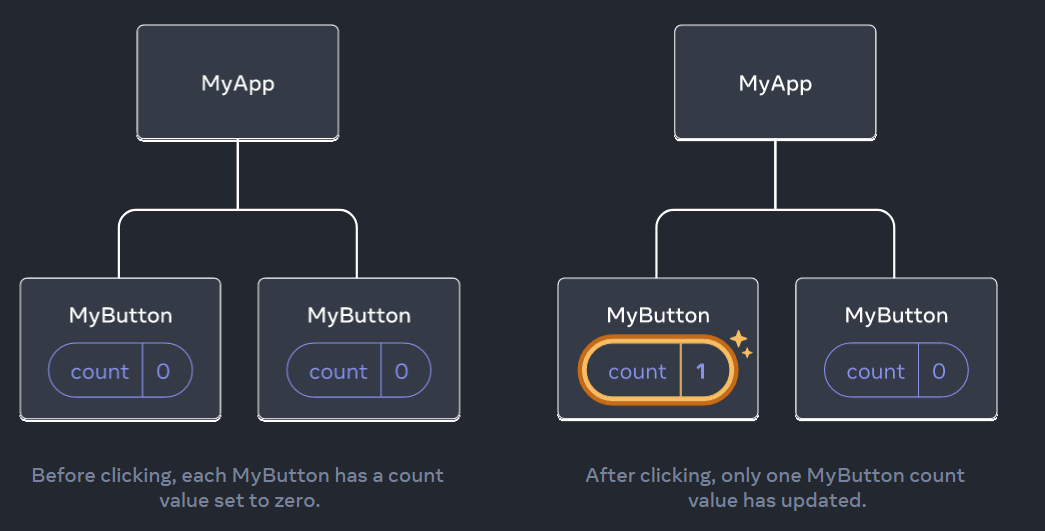 MyApp
MyButton
count 0
MyButton
count 0
Before clicking, each MyButton has a count
value set to zero.
MyApp
MyButton
count 1
MyButton
count 0
After clicking, only one MyButton count
value has updated.